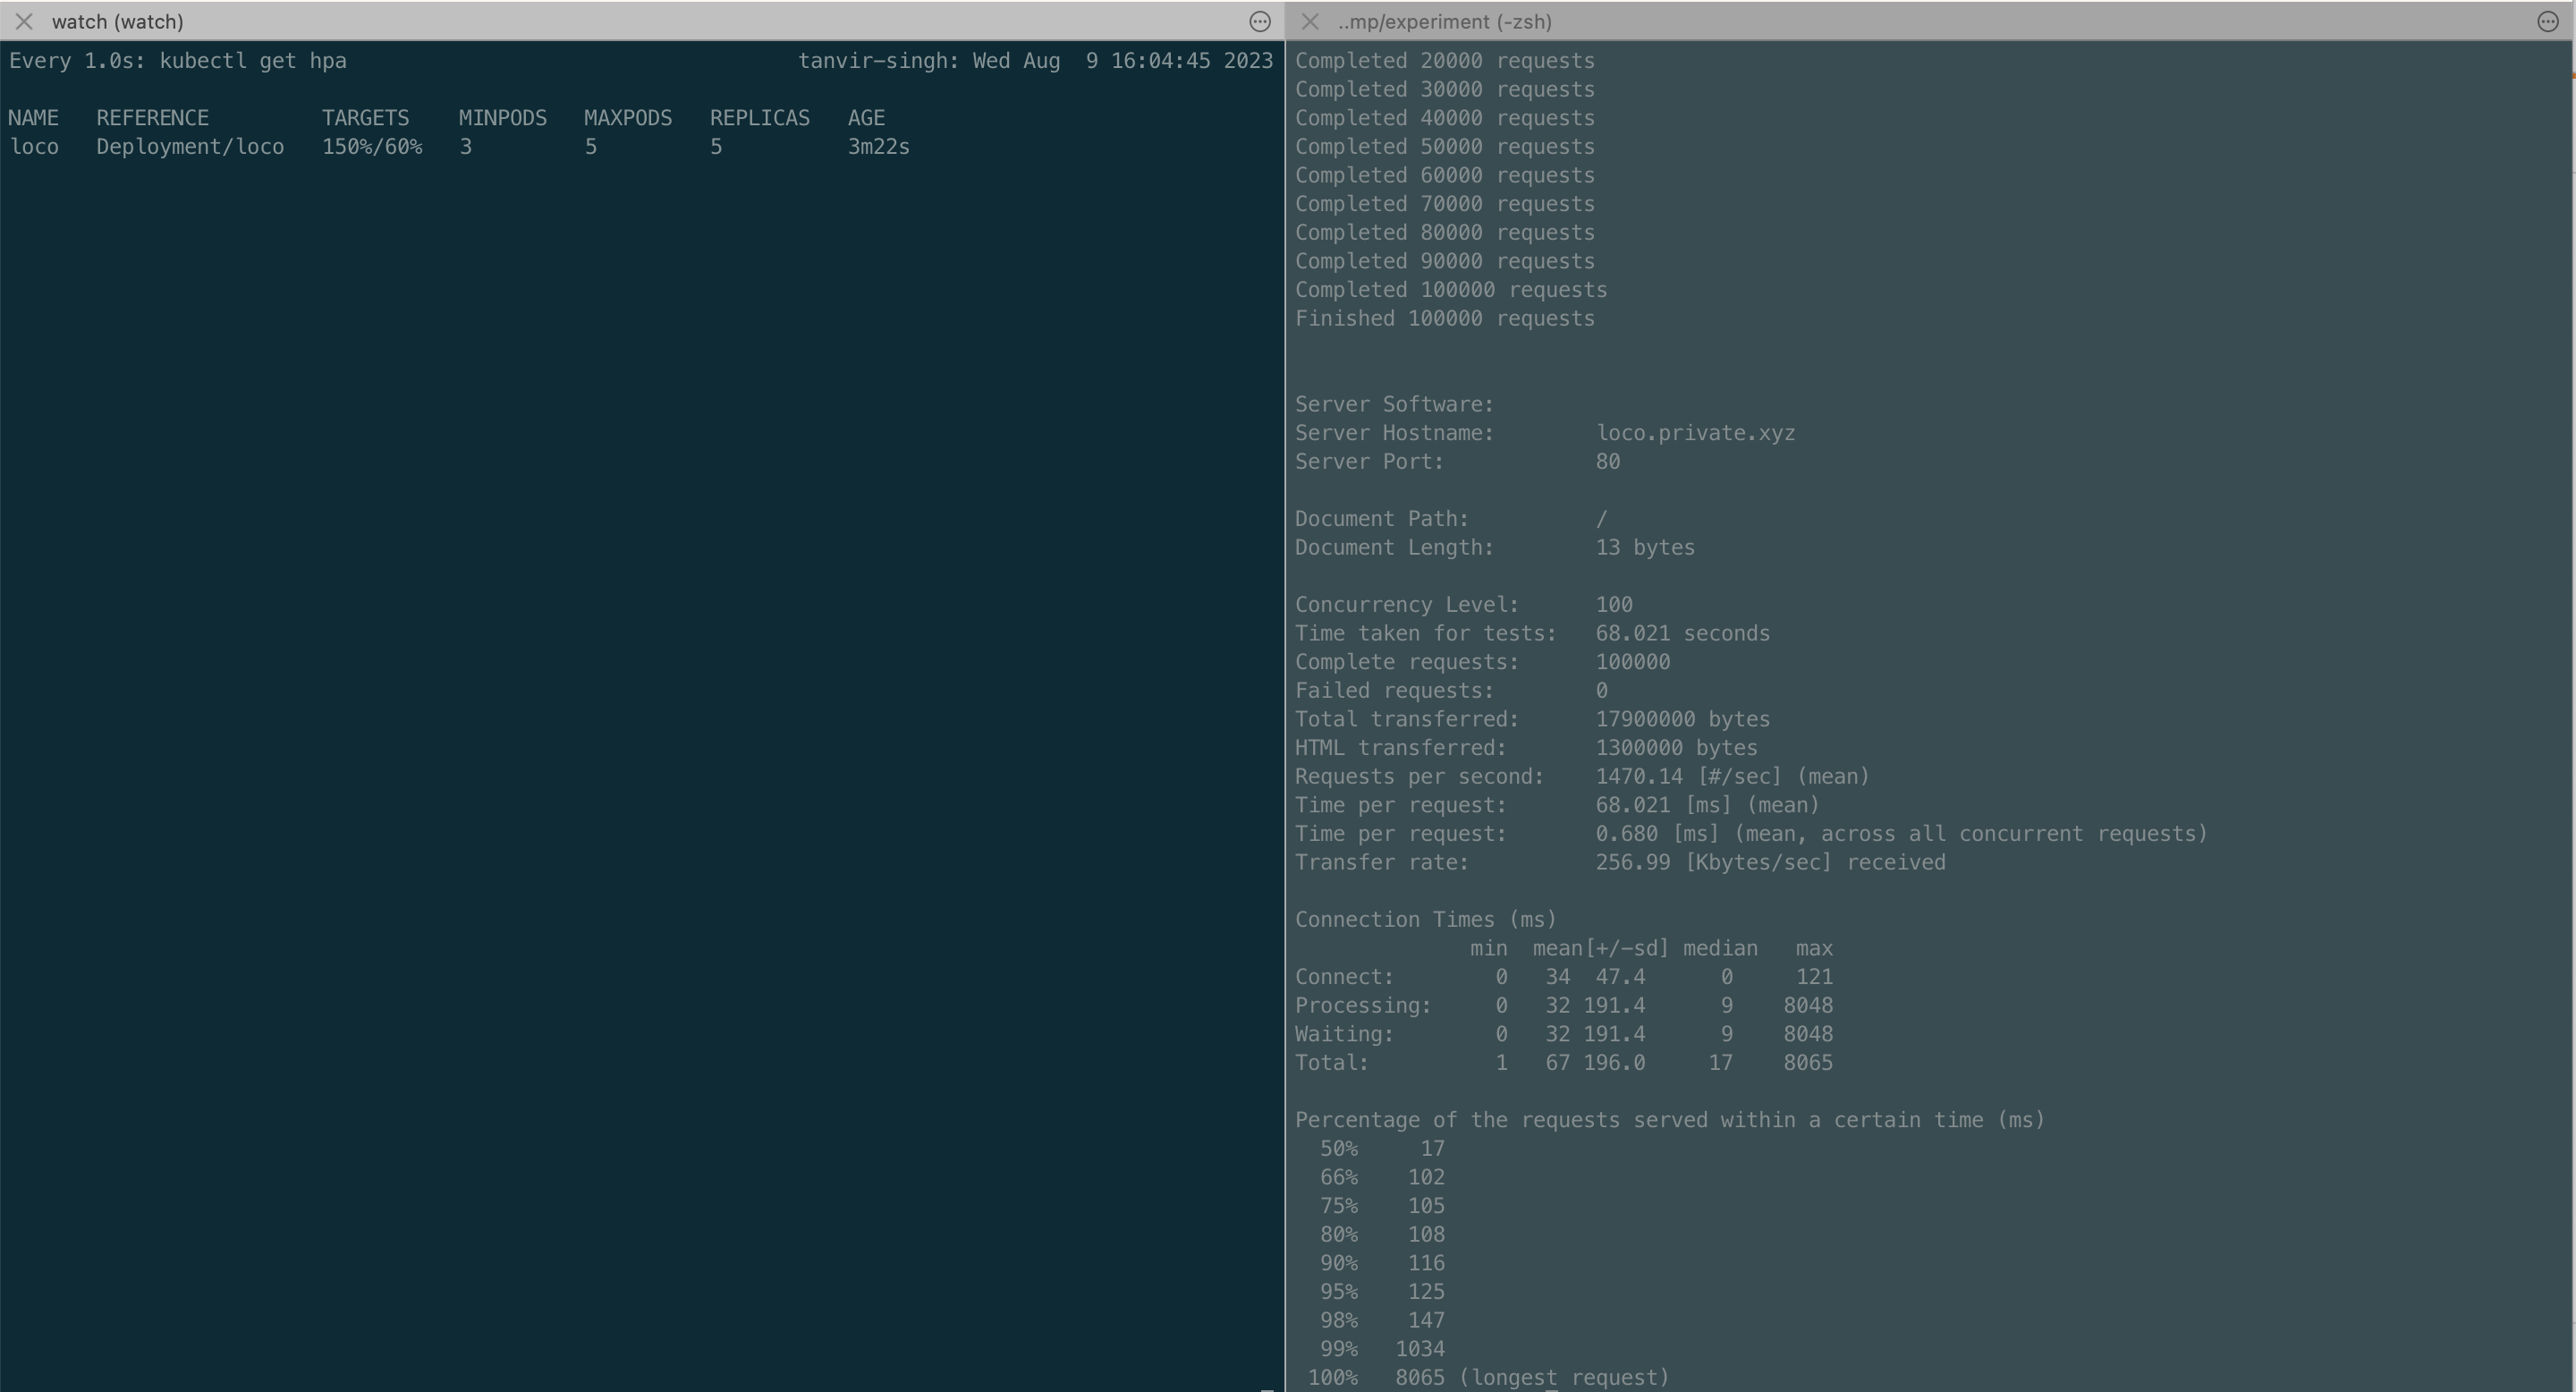 watch (watch)
Every 1.0s: kubectl get hpa tanvir-singh: Wed Aug  9 16:04:45 2023
NAME   REFERENCE         TARGETS    MINPODS   MAXPODS   REPLICAS   AGE
loco   Deployment/loco   150%/60%   3         5         5          3m22s
..mp/experiment (-zsh)
Completed 20000 requests
Completed 30000 requests
Completed 40000 requests
Completed 50000 requests
Completed 60000 requests
Completed 70000 requests
Completed 80000 requests
Completed 90000 requests
Completed 100000 requests
Finished 100000 requests
Server Software:
Server Hostname:        loco.private.xyz
Server Port:            80
Document Path:          /
Document Length:        13 bytes
Concurrency Level:      100
Time taken for tests:   68.021 seconds
Complete requests:      100000
Failed requests:        0
Total transferred:      17900000 bytes
HTML transferred:       1300000 bytes
Requests per second:    1470.14 [#/sec] (mean)
Time per request:       68.021 [ms] (mean)
Time per request:       0.680 [ms] (mean, across all concurrent requests)
Transfer rate:          256.99 [Kbytes/sec] received
Connection Times (ms)
              min  mean[+/-sd] median   max
Connect:        0   34  47.4      0     121
Processing:     0   32 191.4      9    8048
Waiting:        0   32 191.4      9    8048
Total:          1   67 196.0     17    8065
Percentage of the requests served within a certain time (ms)
  50%     17
  66%    102
  75%    105
  80%    108
  90%    116
  95%    125
  98%    147
  99%   1034
 100%   8065 (longest request)